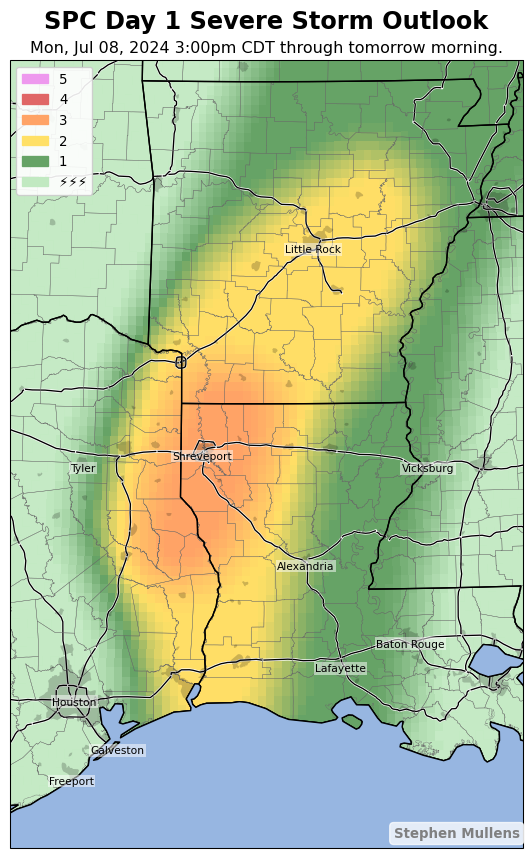 SPC Day 1 Severe Storm Outlook
Mon, Jul 08, 2024 3:00pm CDT through tomorrow morning.
5
4
3
2
1
⚡⚡⚡
Little Rock
Shreveport
Tyler
Vicksburg
Alexandria
Baton Rouge
Lafayette
Houston
Galveston
Freeport
Stephen Mullens